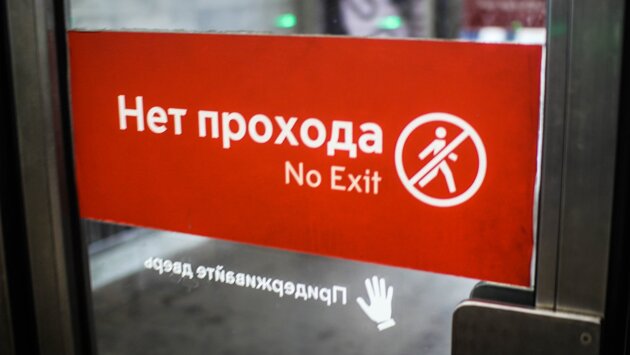 Нет прохода
No Exit
Придерживайте дверь